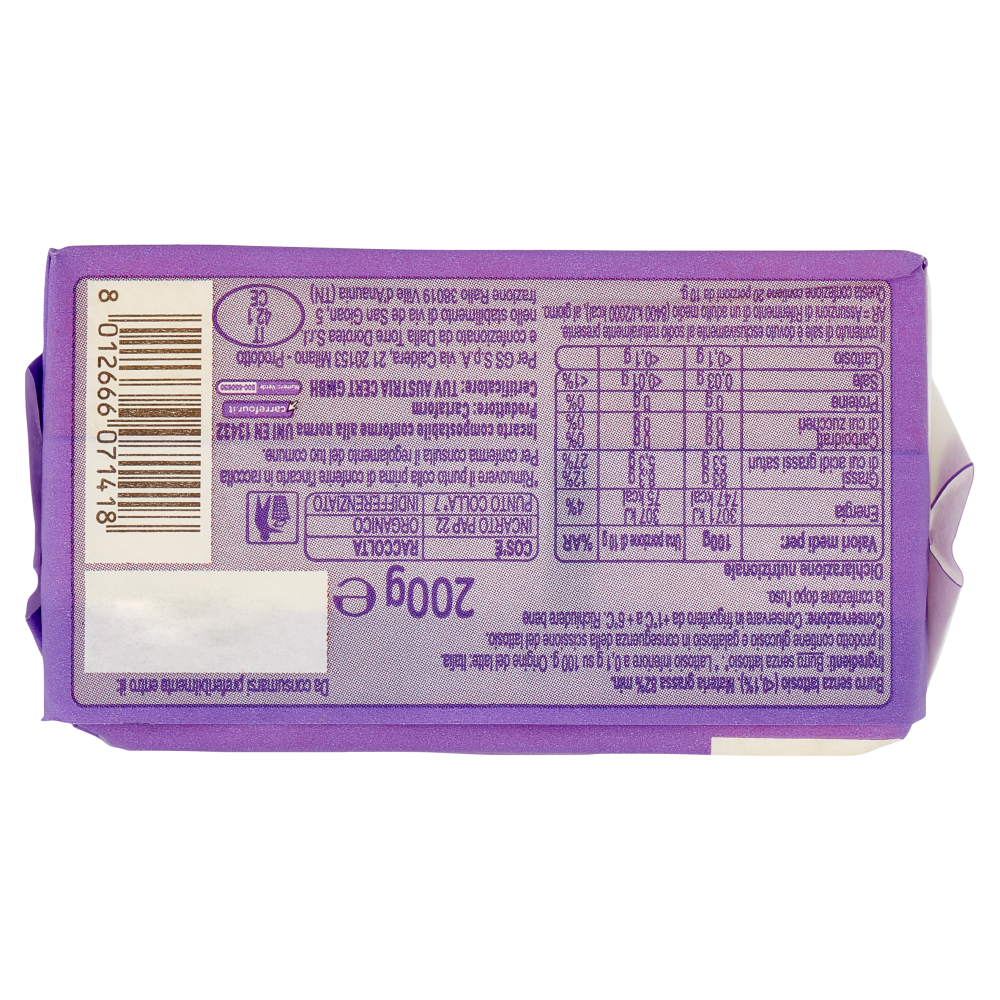 Burro senza lattosio (<0,1%). Materia grassa 82% min.
Ingredienti: Burro senza lattosio*. * Lattosio inferiore a 0,1 g su 100 g. Origine del latte: Italia.
Il prodotto contiene glucosio e galattosio in conseguenza della scissione del lattosio.
Conservazione: Conservare in frigorifero da +1°C a + 6°C. Richiudere bene
la confezione dopo l'uso.
Dichiarazione nutrizionale
Valori medi per: 100g Una porzione di 10 g %AR*
Energia 3071 kJ 307 kJ
747 kcal 75 kcal 4%
Grassi 83 g 8,3 g 12%
di cui acidi grassi saturi 53 g 5,3 g 27%
Carboidrati 0 g 0 g 0%
di cui zuccheri 0 g 0 g 0%
Proteine 0 g 0 g 0%
Sale 0,03 g <0,01 g <1%
Lattosio <0,1 g <0,1 g
Il contenuto di sale è dovuto esclusivamente al sodio naturalmente presente.
*AR = Assunzioni di Riferimento di un adulto medio (8400 kJ/2000 kcal) al giorno.
Questa confezione contiene 20 porzioni da 10 g.
Da consumarsi preferibilmente entro il:
200g e
COS'È RACCOLTA
INCARTO PAP 22 ORGANICO
PUNTO COLLA* 7 INDIFFERENZIATO
*Rimuovere il punto colla prima di conferire l'incarto in raccolta
Per conferma consulta il regolamento del tuo comune.
Incarto compostabile conforme alla norma UNI EN 13432
Produttore: Cartaform
Certificatore: TUV AUSTRIA CERT GMBH
carrefour.it
Numero Verde 800-650650
Per GS S.p.A. via Caldera, 21 20153 Milano - Prodotto
e confezionato da Dalla Torre Dorotea S.r.l
nello stabilimento di via de San Gioan, 5
frazione Rallo 38019 Ville d'Anaunia (TN)
IT
42.1
CE
8 012666 071418